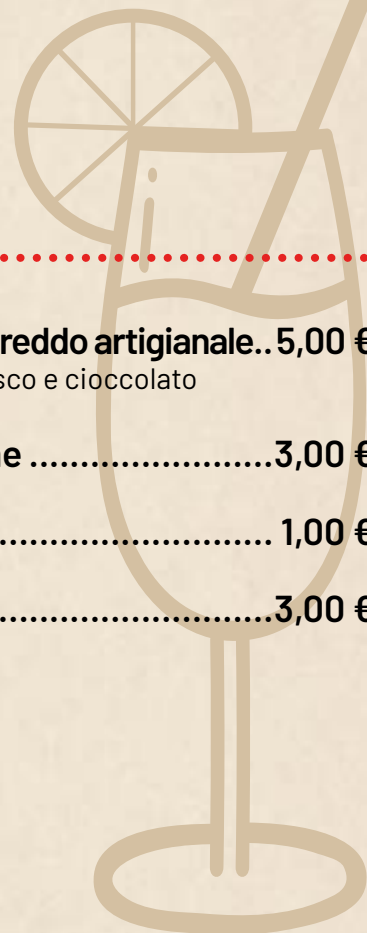 reddo artigianale.. 5,00 €
sco e cioccolato
e ........................3,00 €
........................... 1,00 €
...........................3,00 €